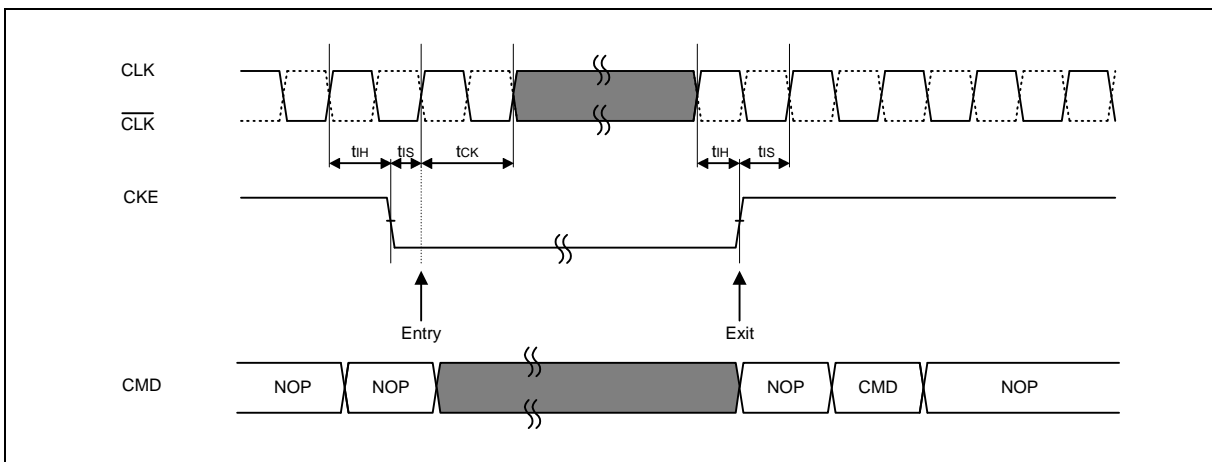 CLK
CLK
tIH tIS tCK tIH tIS
CKE
Entry Exit
CMD NOP NOP NOP CMD NOP